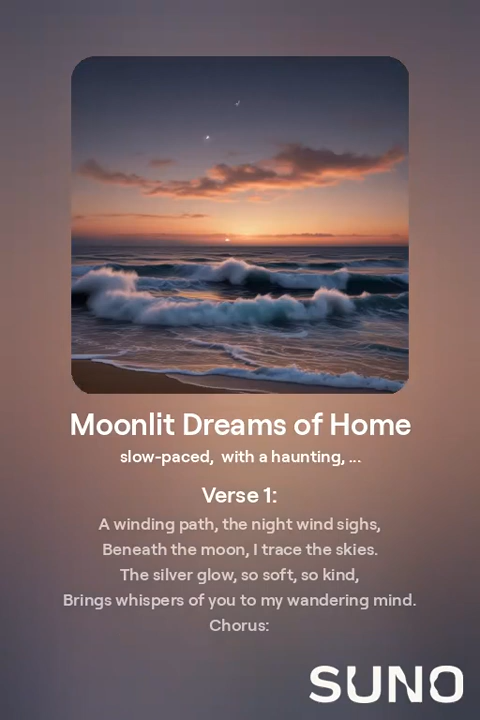 Moonlit Dreams of Home
slow-paced,  with a haunting, ...
Verse 1:
A winding path, the night wind sighs,
Beneath the moon, I trace the skies.
The silver glow, so soft, so kind,
Brings whispers of you to my wandering mind.
Chorus:
SUNO